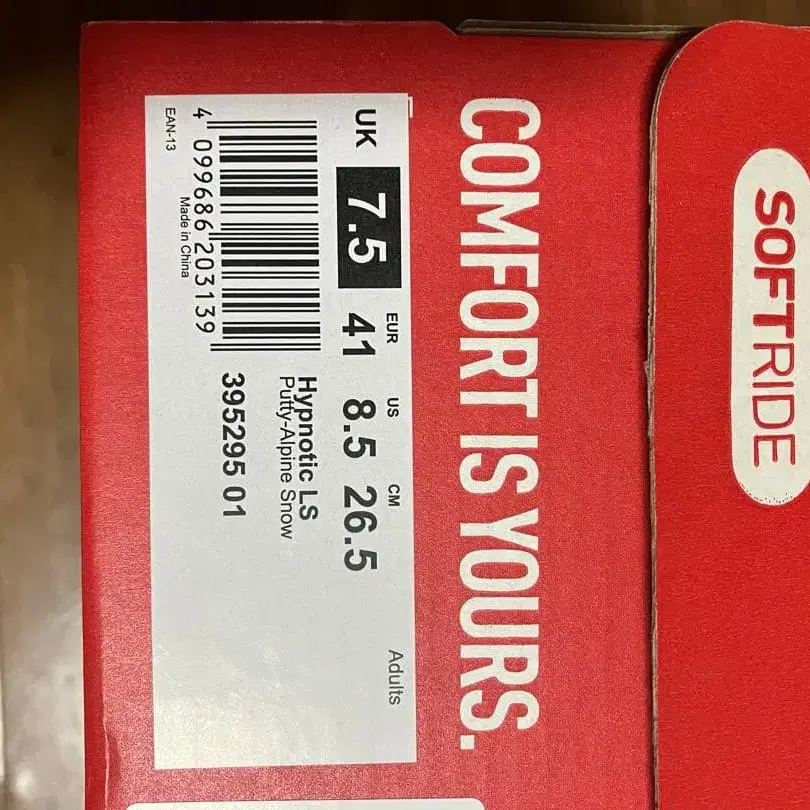 SOFTRIDE
COMFORT IS YOURS.
EUR US CM Adults
UK 7.5 41 8.5 26.5
Hypnotic LS
Putty-Alpine Snow
395295 01
4 099686 203139
Made in China
EAN-13